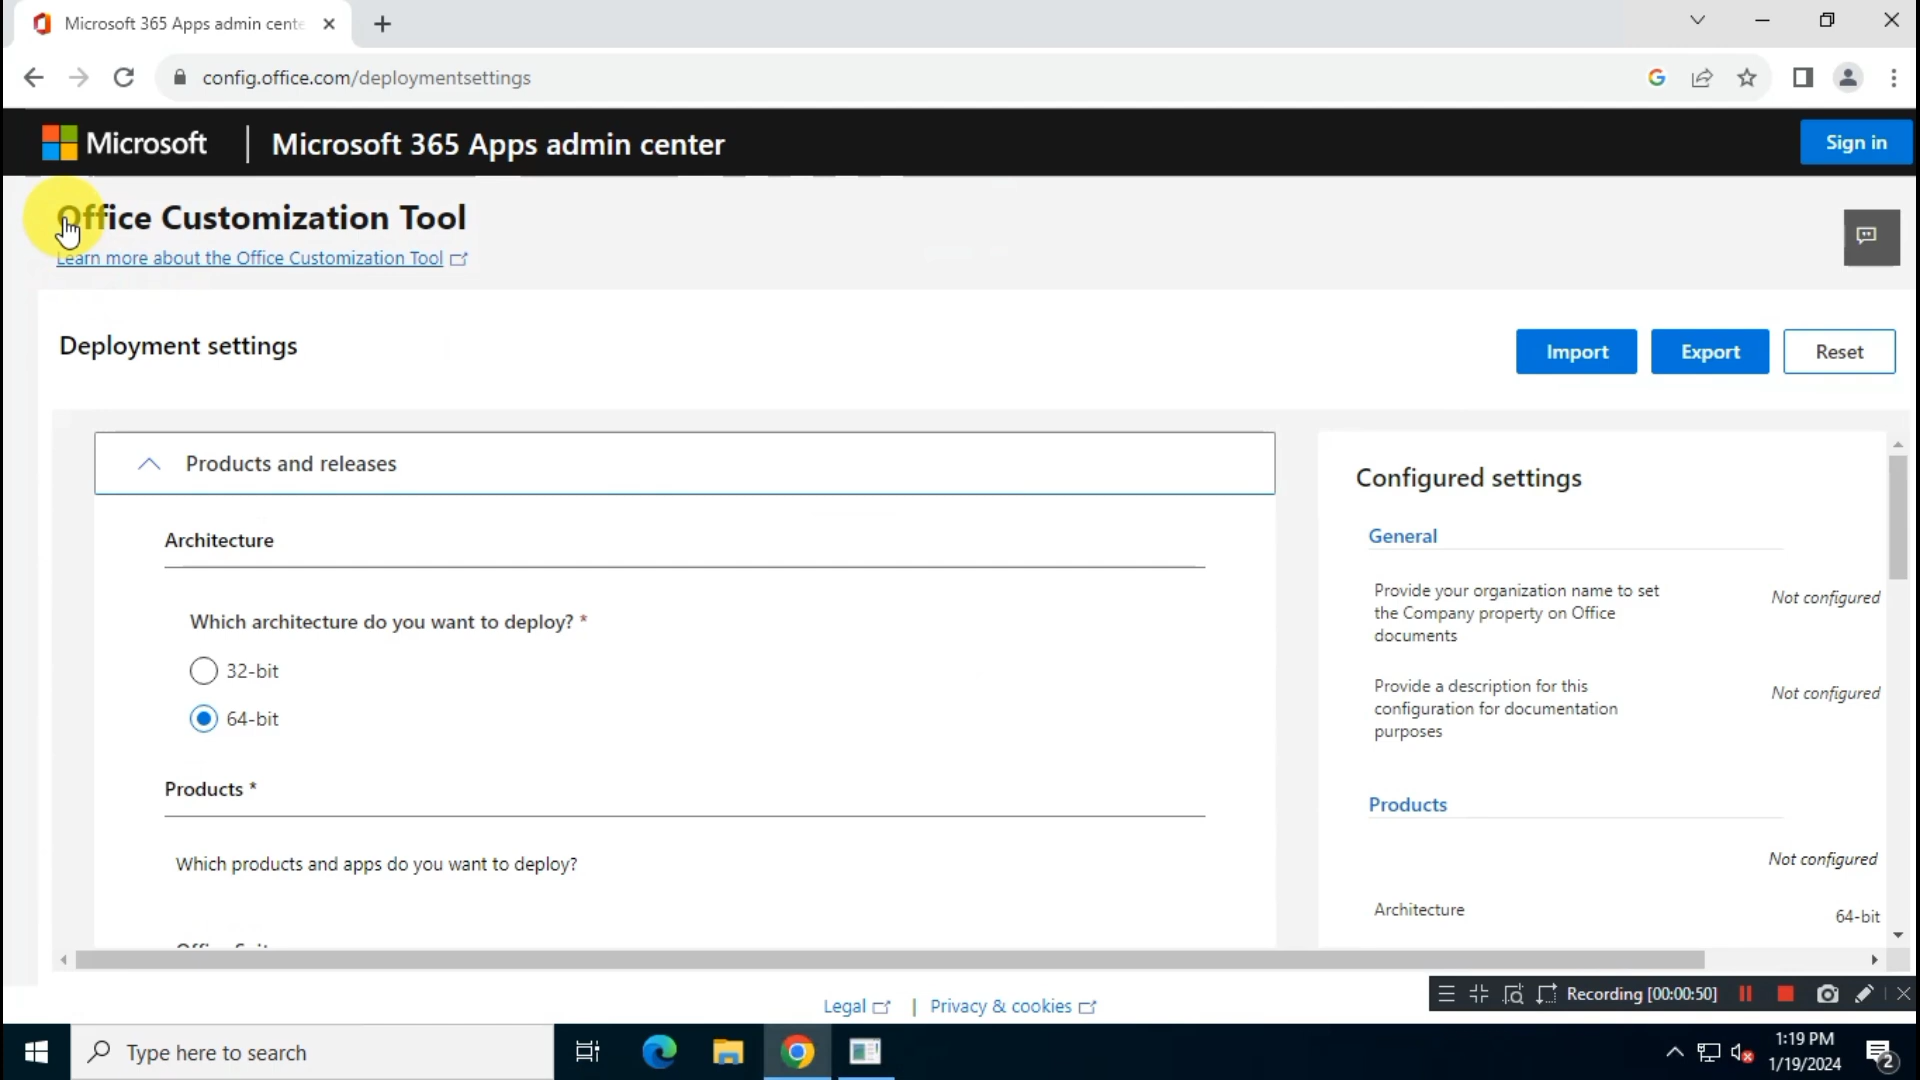 Microsoft 365 Apps admin cente
config.office.com/deploymentsettings
Microsoft
Microsoft 365 Apps admin center
Sign in
Office Customization Tool
Learn more about the Office Customization Tool
Deployment settings
Import
Export
Reset
Products and releases
Architecture
Which architecture do you want to deploy? *
32-bit
64-bit
Products *
Which products and apps do you want to deploy?
Configured settings
General
Provide your organization name to set
the Company property on Office
documents
Not configured
Provide a description for this
configuration for documentation
purposes
Not configured
Products
Not configured
Architecture
64-bit
Legal
|
Privacy & cookies
Recording [00:00:50]
Type here to search
1:19 PM
1/19/2024
2